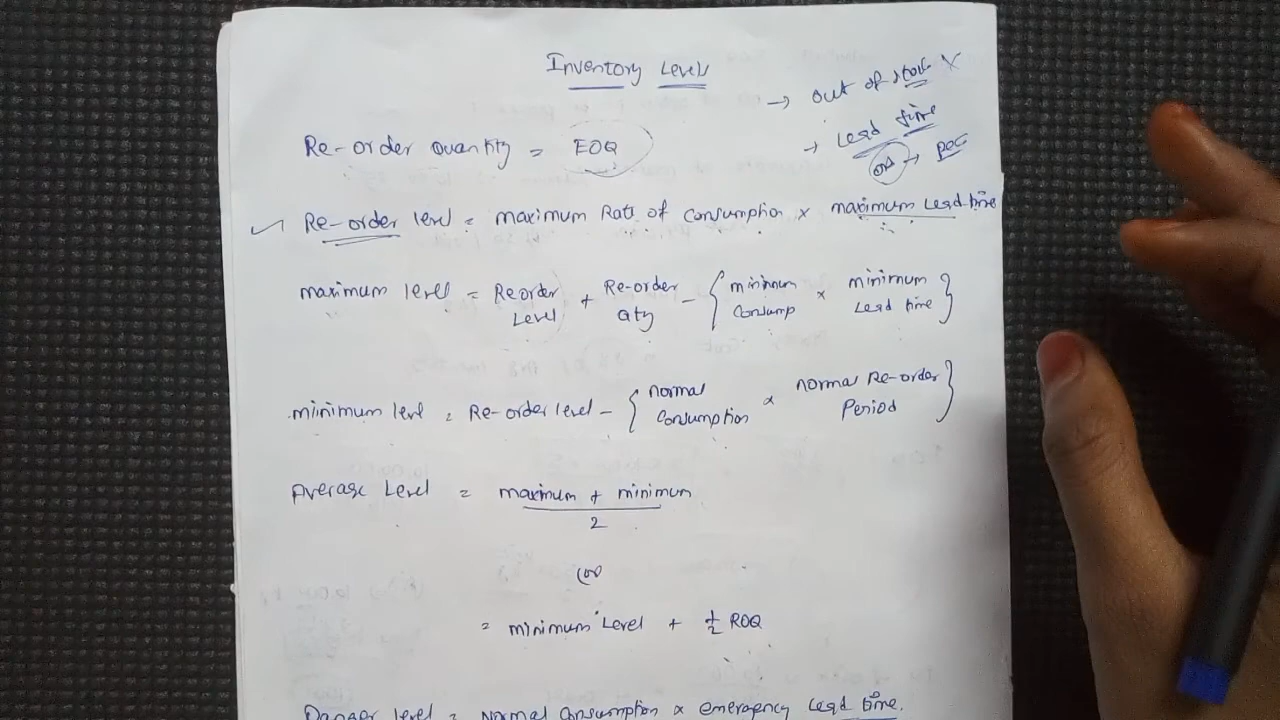 Inventory Levels
→ out of stock X
→ Lead time
Re-order quantity = EOQ
Re-order level = maximum Rate of Consumption × maximum Lead time
maximum level = Reorder Level + Re-order Qty - { minimum Consump × minimum Lead time }
minimum level = Re-order level - { normal Consumption × normal Re-order Period }
Average Level = maximum + minimum
2
(or)
= minimum Level + 1/2 ROQ
Danger level = Normal Consumption × emergency Lead time.